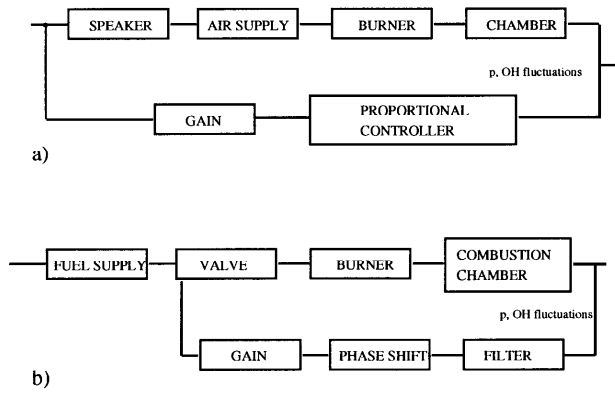 SPEAKER AIR SUPPLY BURNER CHAMBER
p, OH fluctuations
GAIN
PROPORTIONAL
CONTROLLER
a)
FUEL SUPPLY VALVE BURNER
COMBUSTION
CHAMBER
p, OH fluctuations
GAIN PHASE SHIFT FILTER
b)